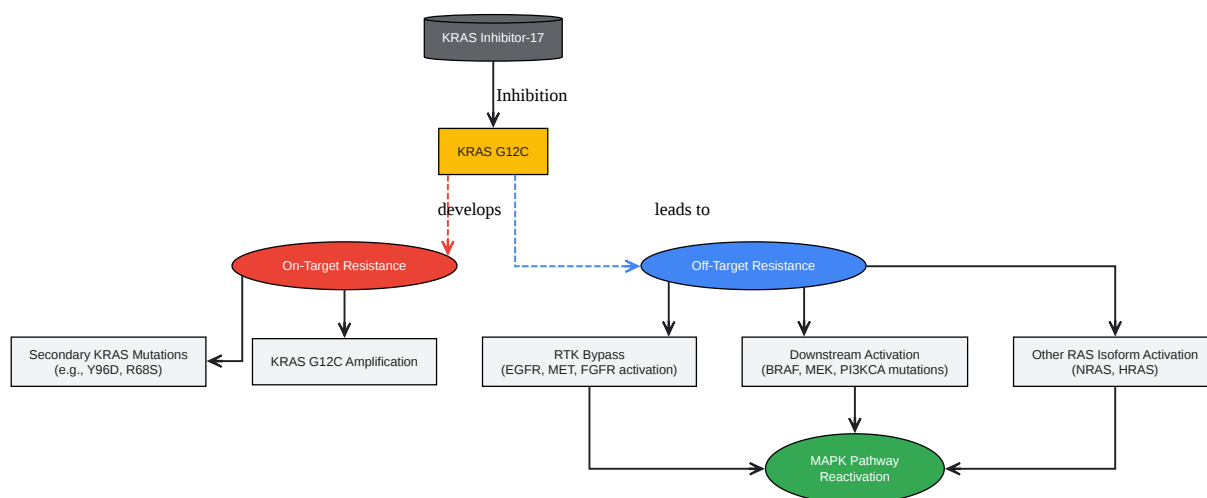 KRAS Inhibitor-17
Inhibition
KRAS G12C
develops
leads to
On-Target Resistance
Off-Target Resistance
Secondary KRAS Mutations
(e.g., Y96D, R68S)
KRAS G12C Amplification
RTK Bypass
(EGFR, MET, FGFR activation)
Downstream Activation
(BRAF, MEK, PI3KCA mutations)
Other RAS Isoform Activation
(NRAS, HRAS)
MAPK Pathway
Reactivation